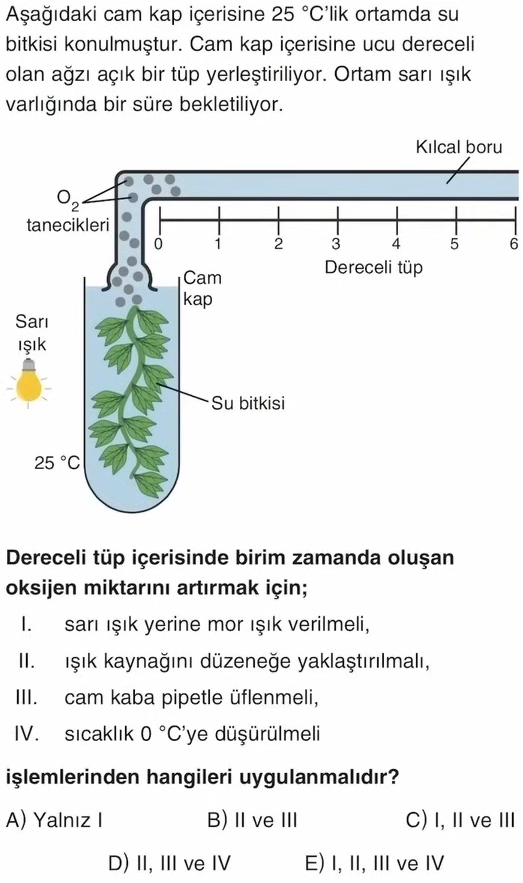 Aşağıdaki cam kap içerisine 25 °C'lik ortamda su
bitkisi konulmuştur. Cam kap içerisine ucu dereceli
olan ağzı açık bir tüp yerleştiriliyor. Ortam sarı ışık
varlığında bir süre bekletiliyor.
Kılcal boru
O₂
tanecikleri
0 1 2 3 4 5 6
Dereceli tüp
Cam
kap
Sarı
ışık
Su bitkisi
25 °C
Dereceli tüp içerisinde birim zamanda oluşan
oksijen miktarını artırmak için;
I. sarı ışık yerine mor ışık verilmeli,
II. ışık kaynağını düzeneğe yaklaştırılmalı,
III. cam kaba pipetle üflenmeli,
IV. sıcaklık 0 °C'ye düşürülmeli
işlemlerinden hangileri uygulanmalıdır?
A) Yalnız I B) II ve III C) I, II ve III
D) II, III ve IV E) I, II, III ve IV